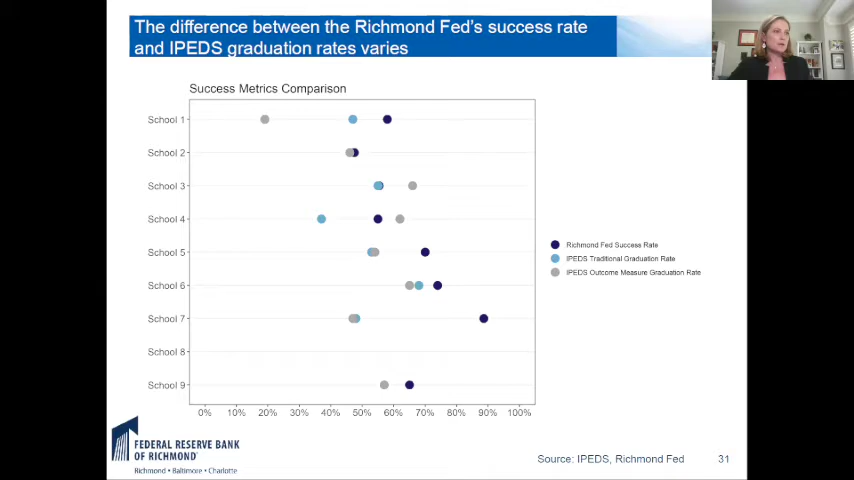 The difference between the Richmond Fed's success rate
and IPEDS graduation rates varies
Success Metrics Comparison
School 1
School 2
School 3
School 4
School 5
School 6
School 7
School 8
School 9
0% 10% 20% 30% 40% 50% 60% 70% 80% 90% 100%
Richmond Fed Success Rate
IPEDS Traditional Graduation Rate
IPEDS Outcome Measure Graduation Rate
FEDERAL RESERVE BANK
OF RICHMOND
Richmond • Baltimore • Charlotte
Source: IPEDS, Richmond Fed 31